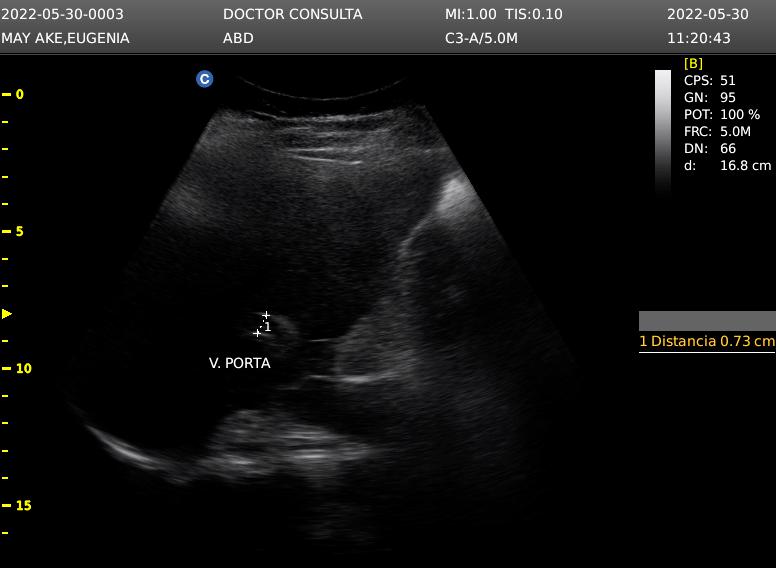 2022-05-30-0003 DOCTOR CONSULTA MI:1.00 TIS:0.10 2022-05-30
MAY AKE,EUGENIA ABD C3-A/5.0M 11:20:43
C
[B]
CPS: 51
GN: 95
POT: 100 %
FRC: 5.0M
DN: 66
d: 16.8 cm
0
5
10
15
1
V. PORTA
1 Distancia 0.73 cm